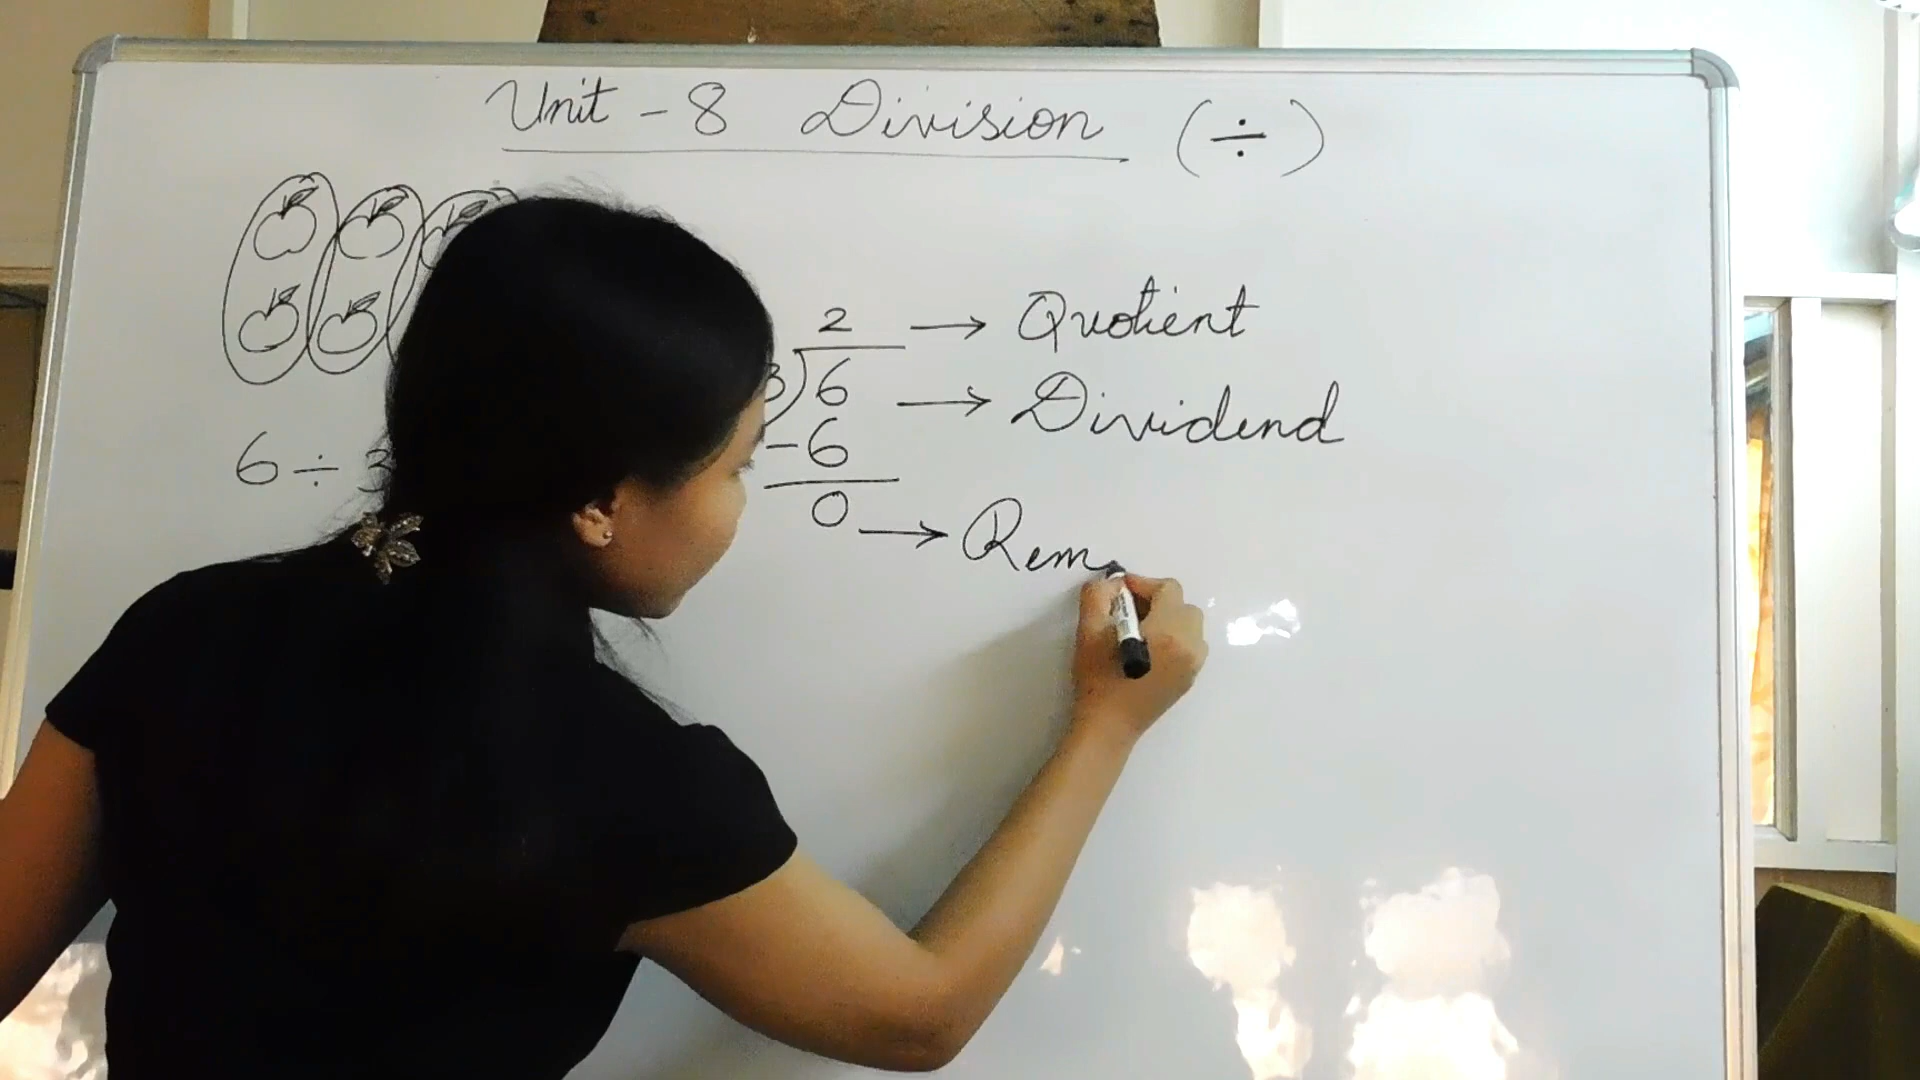 Unit - 8 Division (÷)
2 → Quotient
3)6 → Dividend
6 ÷ 3
-6
0 → Rem